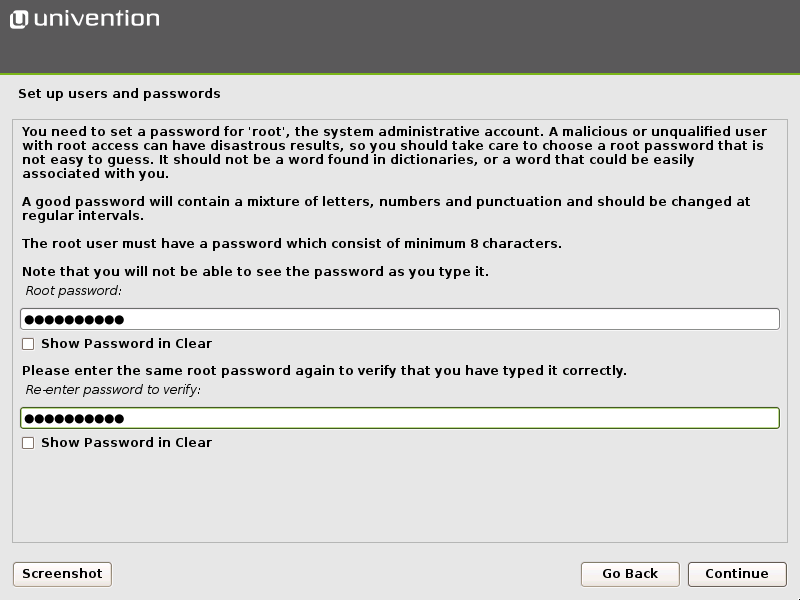 univention
Set up users and passwords
You need to set a password for 'root', the system administrative account. A malicious or unqualified user
with root access can have disastrous results, so you should take care to choose a root password that is
not easy to guess. It should not be a word found in dictionaries, or a word that could be easily
associated with you.
A good password will contain a mixture of letters, numbers and punctuation and should be changed at
regular intervals.
The root user must have a password which consist of minimum 8 characters.
Note that you will not be able to see the password as you type it.
Root password:
●●●●●●●●●●
Show Password in Clear
Please enter the same root password again to verify that you have typed it correctly.
Re-enter password to verify:
●●●●●●●●●●
Show Password in Clear
Screenshot
Go Back
Continue